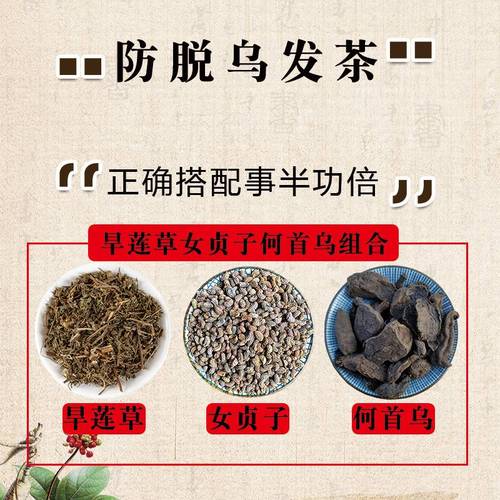 防脱乌发茶
正确搭配事半功倍
旱莲草女贞子何首乌组合
旱莲草
女贞子
何首乌